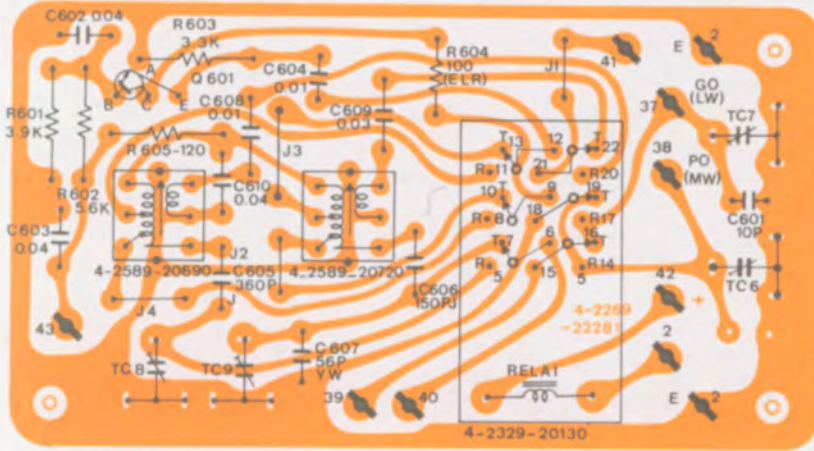 C602 0.04
R603
3.3K
Q601
A
B
C
E
R601
3.9K
C604
0.01
C608
0.01
R604
100
(ELR)
C609
0.03
J1
41
E
2
GO
(LW)
37
TC7
38
PO
(MW)
R605-120
J3
T
13
12
T
22
R
11
21
R20
10
T
9
19
T
R
8
18
R17
T
7
6
16
T
R
5
15
5
R14
R602
5.6K
C610
0.04
C603
0.04
J2
4-2589-20690
C605
360P
J
4-2589-20720
C606
150PJ
C601
10P
TC6
J4
43
42
+
4-2269
-22281
2
TC8
TC9
C607
56P
YW
RELAI
39
40
E
2
4-2329-20130